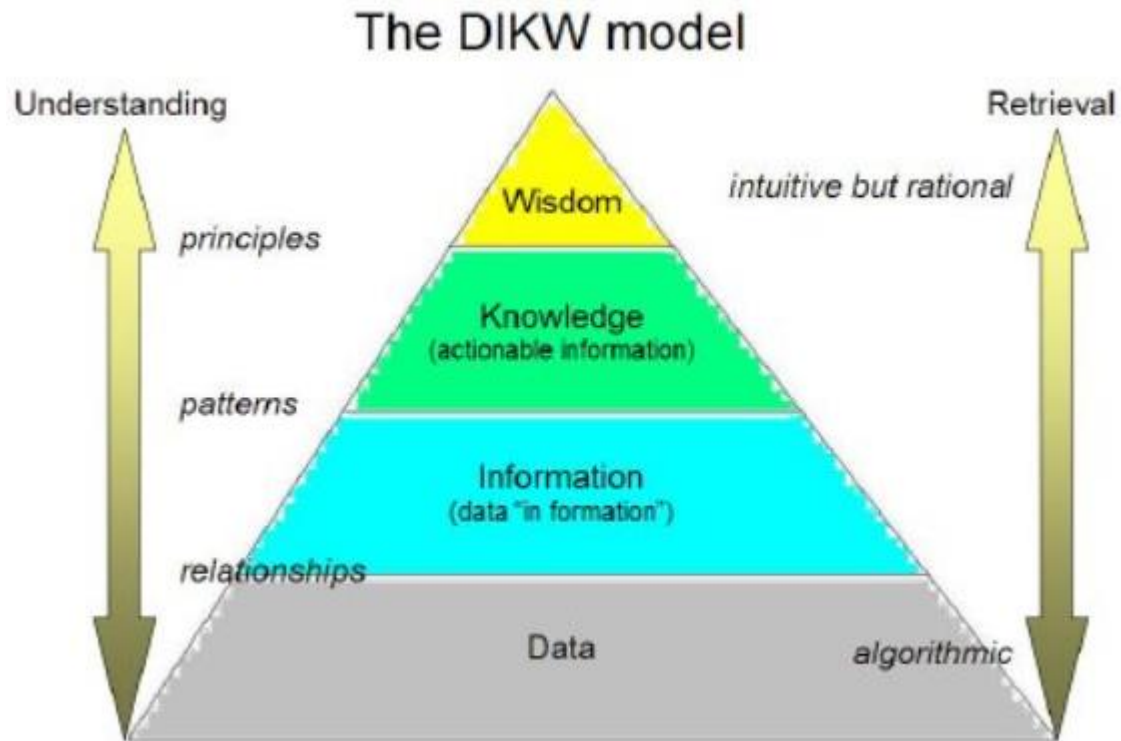 The DIKW model
Understanding
Retrieval
Wisdom
intuitive but rational
principles
Knowledge
(actionable information)
patterns
Information
(data "in formation")
relationships
Data
algorithmic